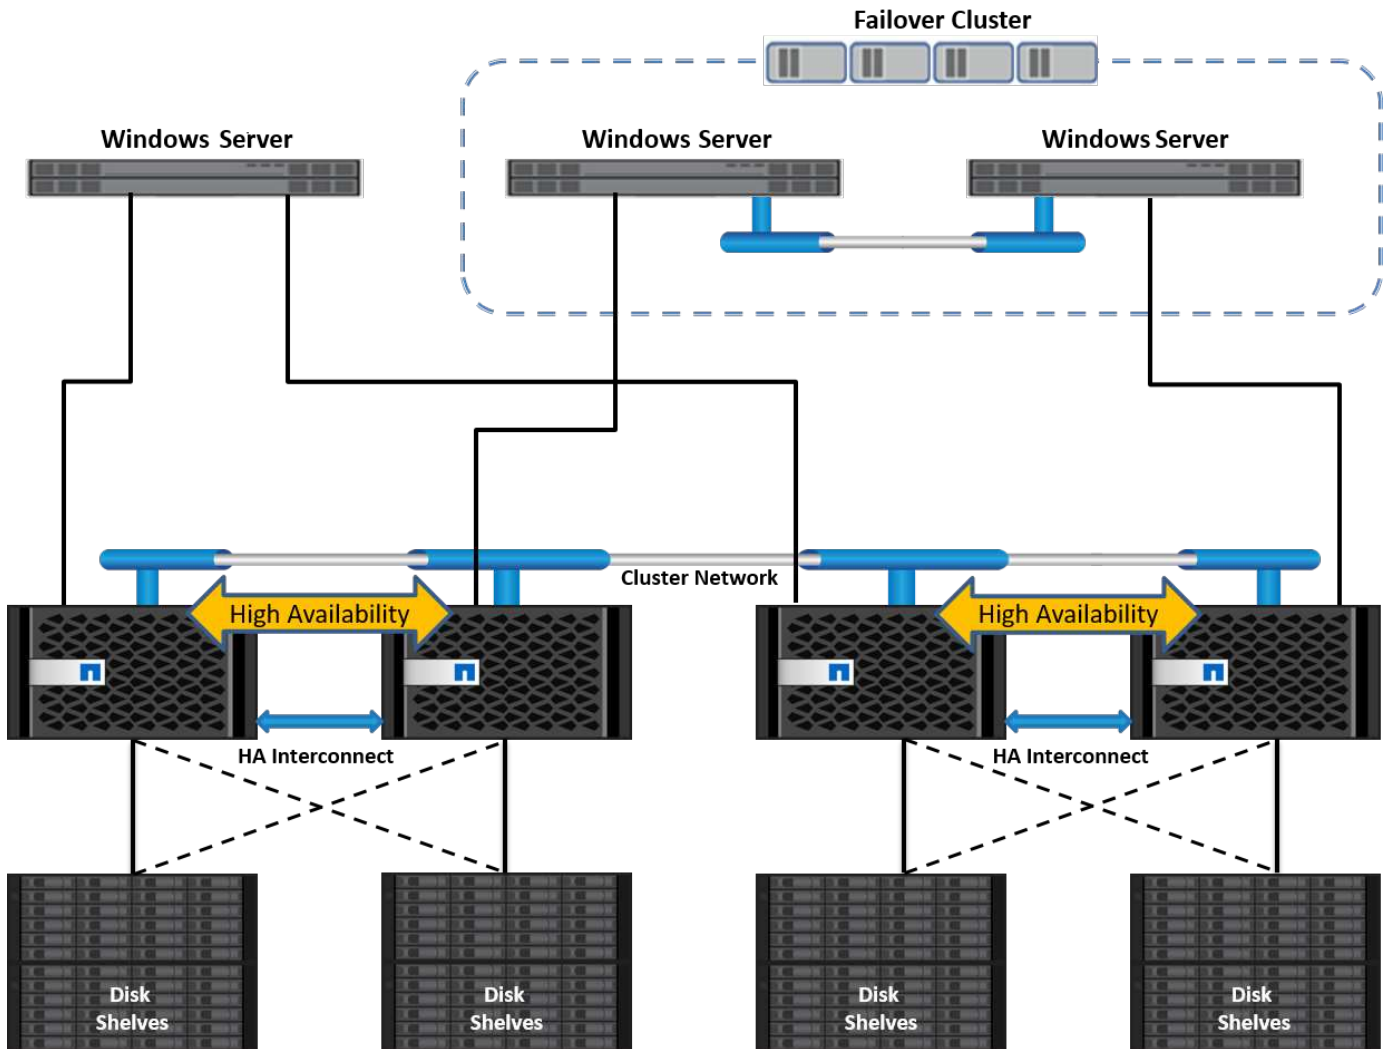 Failover Cluster
Windows Server
Windows Server
Windows Server
Cluster Network
High Availability
High Availability
HA Interconnect
HA Interconnect
Disk
Shelves
Disk
Shelves
Disk
Shelves
Disk
Shelves